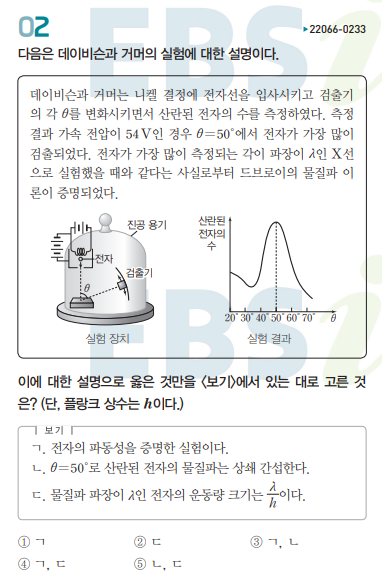 02
▶22066-0233
다음은 데이비슨과 거머의 실험에 대한 설명이다.
데이비슨과 거머는 니켈 결정에 전자선을 입사시키고 검출기
의 각 θ를 변화시키면서 산란된 전자의 수를 측정하였다. 측정
결과 가속 전압이 54V인 경우 θ=50°에서 전자가 가장 많이
검출되었다. 전자가 가장 많이 측정되는 각이 파장이 λ인 X선
으로 실험했을 때와 같다는 사실로부터 드브로이의 물질파 이
론이 증명되었다.
진공 용기
전자
검출기
θ
실험 장치
산란된
전자의
수
20° 30° 40° 50° 60° 70° θ
실험 결과
이에 대한 설명으로 옳은 것만을 〈보기〉에서 있는 대로 고른 것
은? (단, 플랑크 상수는 h이다.)
보기
ㄱ. 전자의 파동성을 증명한 실험이다.
ㄴ. θ=50°로 산란된 전자의 물질파는 상쇄 간섭한다.
ㄷ. 물질파 파장이 λ인 전자의 운동량 크기는 λ/h이다.
① ㄱ ② ㄷ ③ ㄱ, ㄴ
④ ㄱ, ㄷ ⑤ ㄴ, ㄷ
EBSi
EBSi